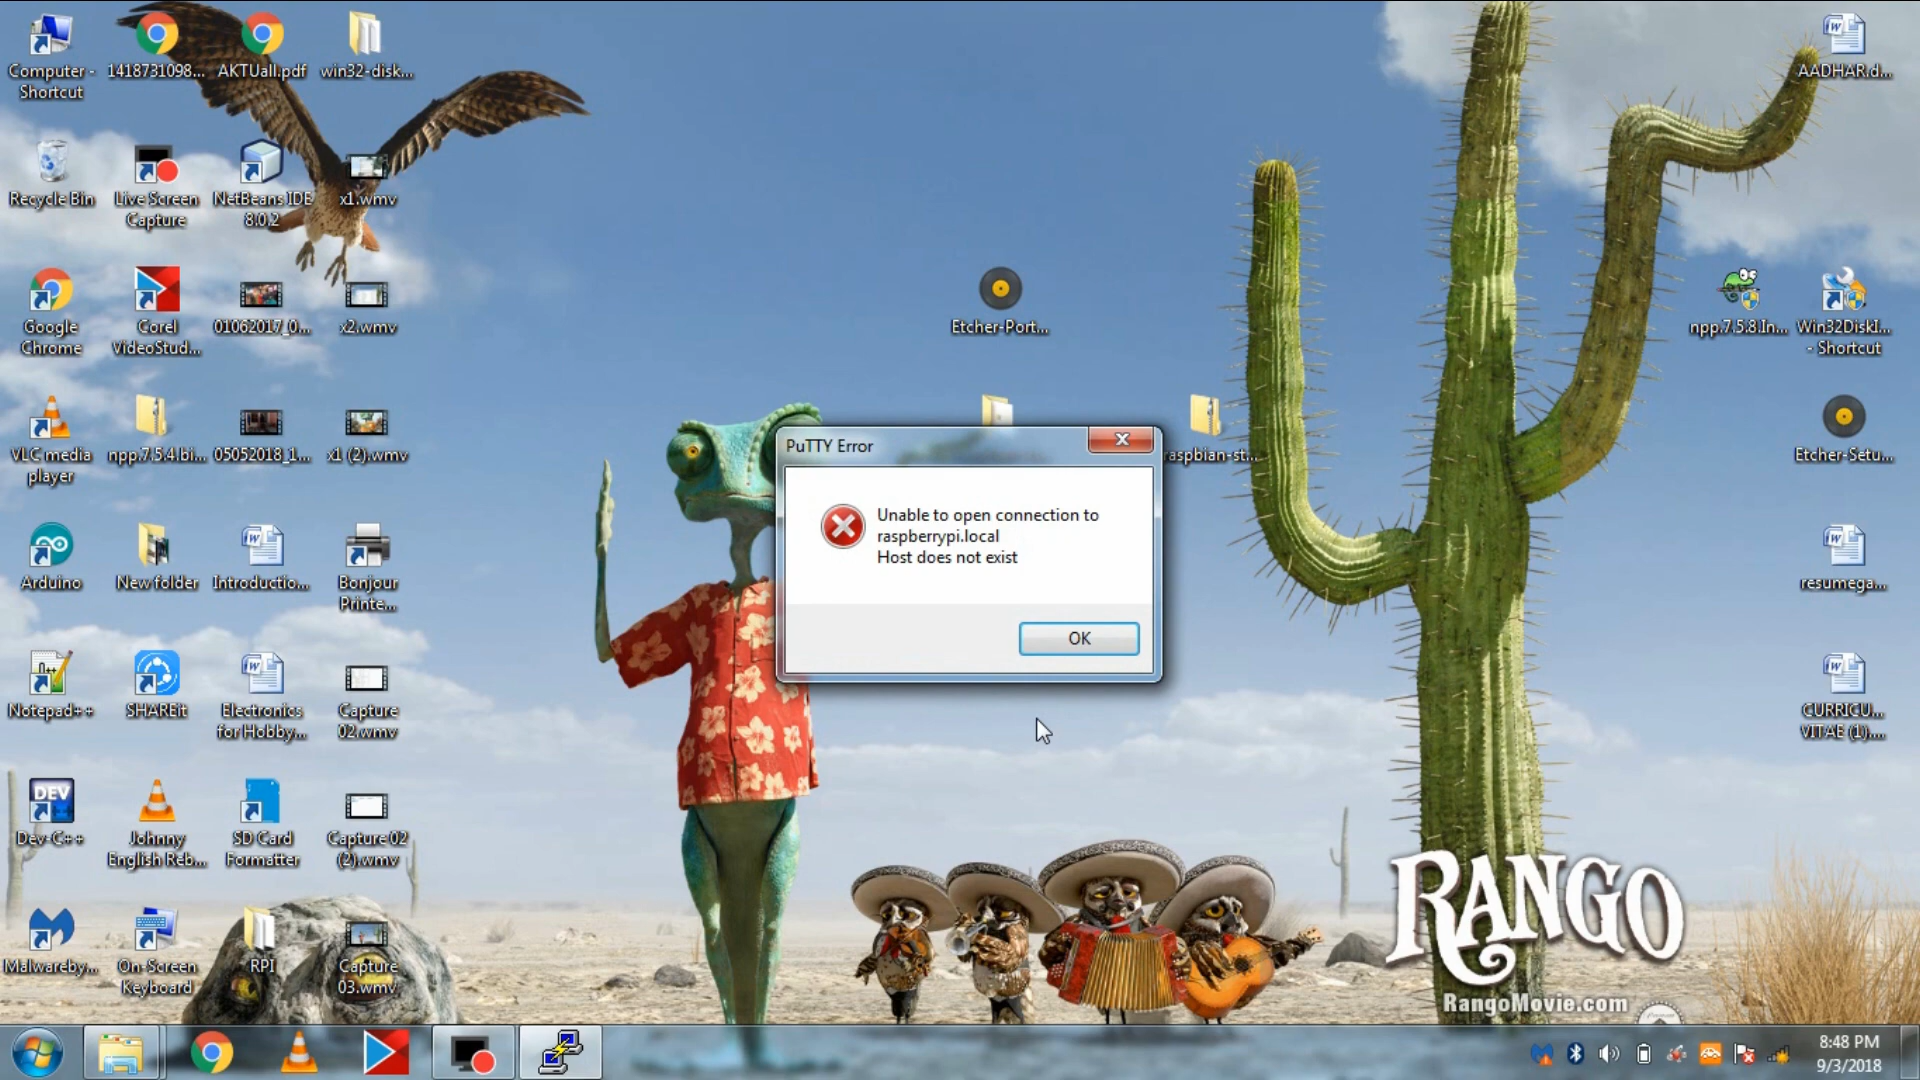 Computer -
Shortcut
1418731098...
AKTUall.pdf
win32-disk...
AADHAR.d...
Recycle Bin
Live Screen
Capture
NetBeans IDE
8.0.2
x1.wmv
Google
Chrome
Corel
VideoStud...
01062017_0...
x2.wmv
Etcher-Port...
npp.7.5.8.In...
Win32DiskI...
- Shortcut
VLC media
player
npp.7.5.4.bi...
05052018_1...
x1 (2).wmv
raspbian-st...
Etcher-Setu...
PuTTY Error
Unable to open connection to
raspberrypi.local
Host does not exist
OK
Arduino
New folder
Introductio...
Bonjour
Printe...
resumega...
Notepad++
SHAREit
Electronics
for Hobby...
Capture
02.wmv
CURRICU...
VITAE (1)....
DEV
Dev-C++
Johnny
English Reb...
SD Card
Formatter
Capture 02
(2).wmv
Malwareby...
On-Screen
Keyboard
RPI
Capture
03.wmv
RANGO
RangoMovie.com
8:48 PM
9/3/2018